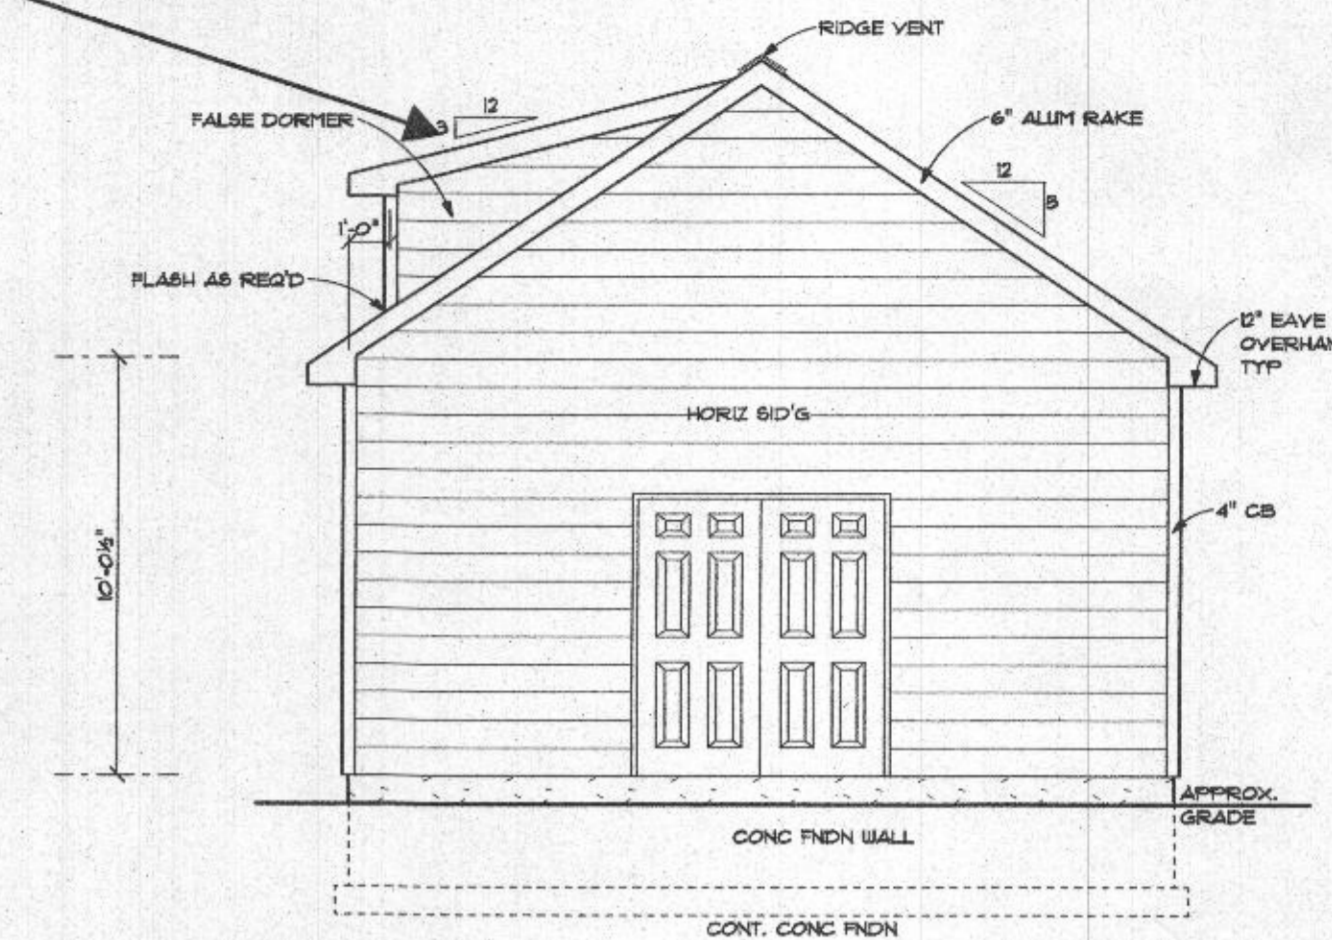 RIDGE VENT
12
3
FALSE DORMER
6" ALUM RAKE
12
8
1'-0"
FLASH AS REQ'D
12" EAVE
OVERHAN
TYP
HORIZ SID'G
4" CB
10'-0½"
APPROX.
GRADE
CONC FNDN WALL
CONT. CONC FNDN